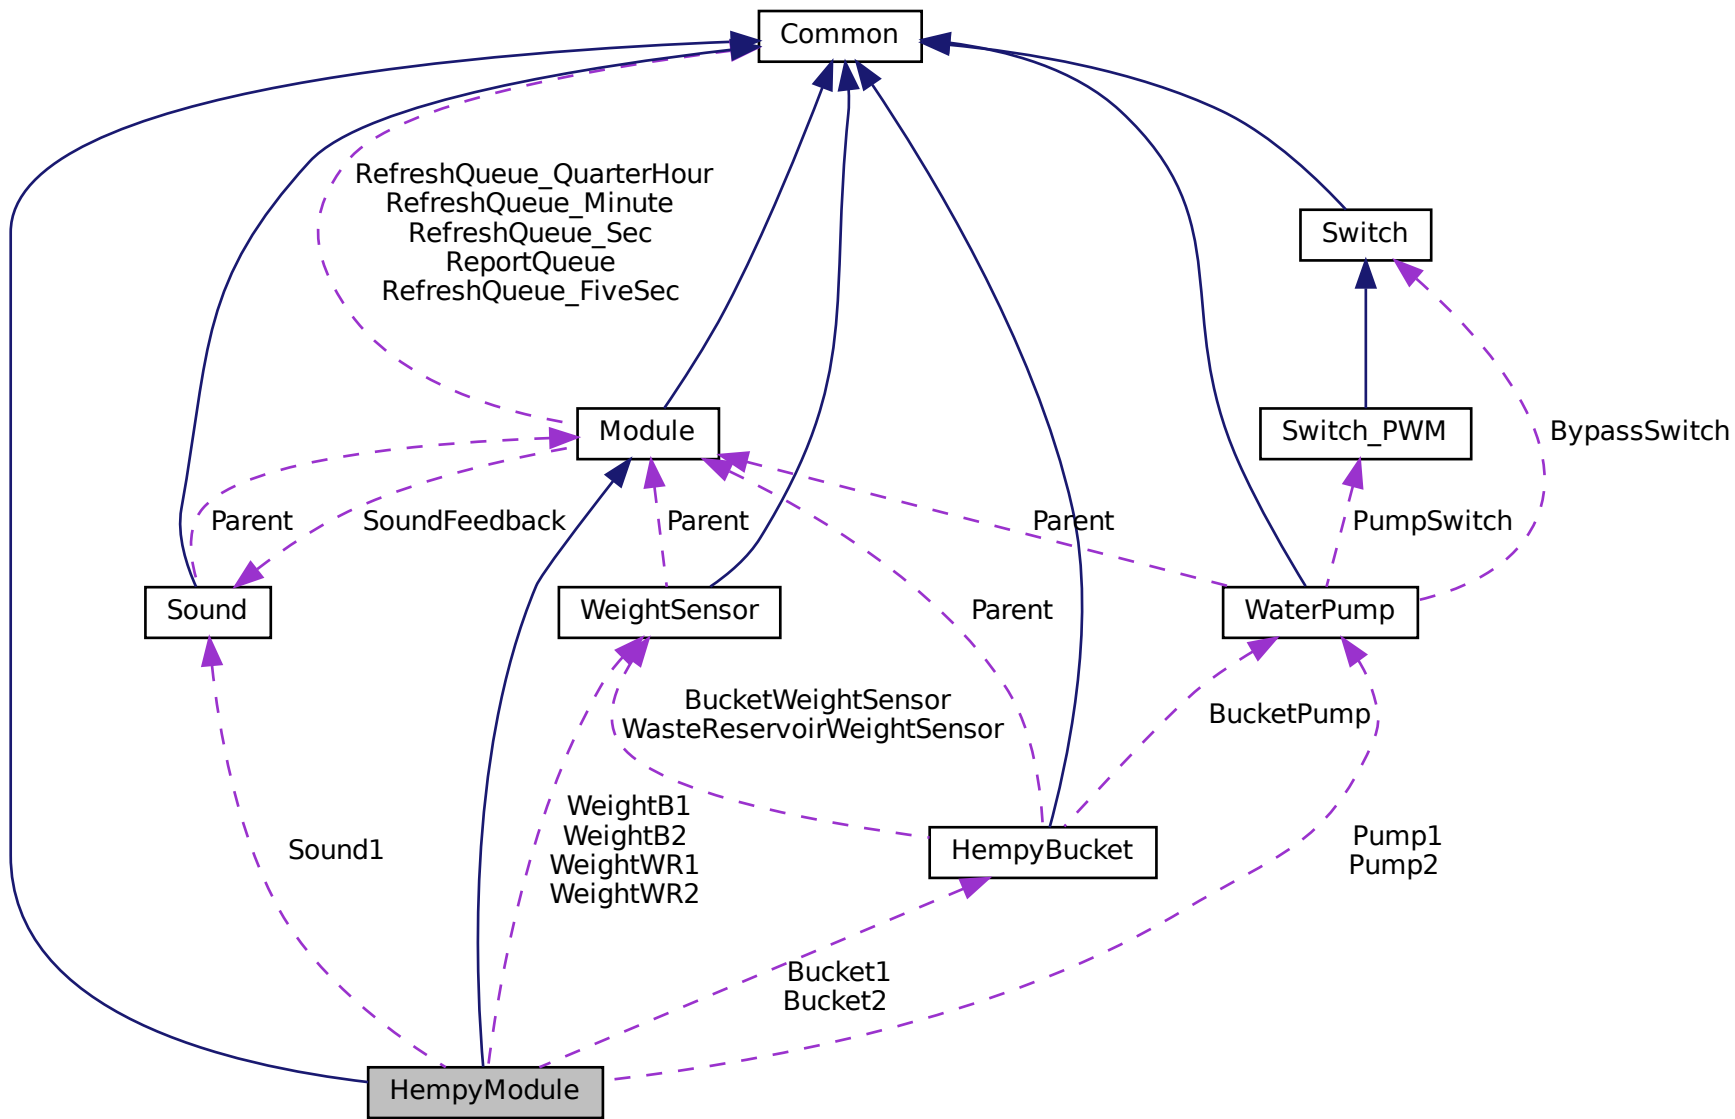 Common
RefreshQueue_QuarterHour
RefreshQueue_Minute
RefreshQueue_Sec
ReportQueue
RefreshQueue_FiveSec
Switch
Module
Switch_PWM
BypassSwitch
Parent
SoundFeedback
Parent
Parent
PumpSwitch
Sound
WeightSensor
Parent
WaterPump
BucketWeightSensor
WasteReservoirWeightSensor
BucketPump
Sound1
WeightB1
WeightB2
WeightWR1
WeightWR2
HempyBucket
Pump1
Pump2
Bucket1
Bucket2
HempyModule